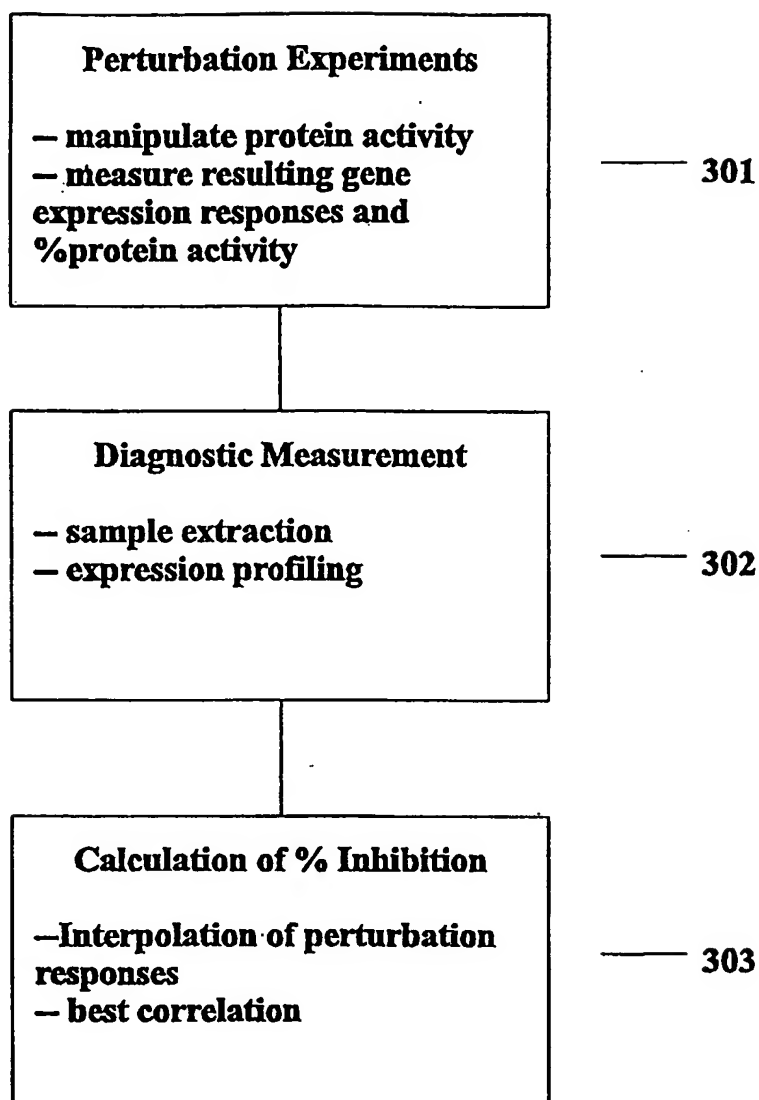 Perturbation Experiments
— manipulate protein activity
— measure resulting gene
expression responses and
%protein activity
301
Diagnostic Measurement
— sample extraction
— expression profiling
302
Calculation of % Inhibition
—Interpolation of perturbation
responses
— best correlation
303